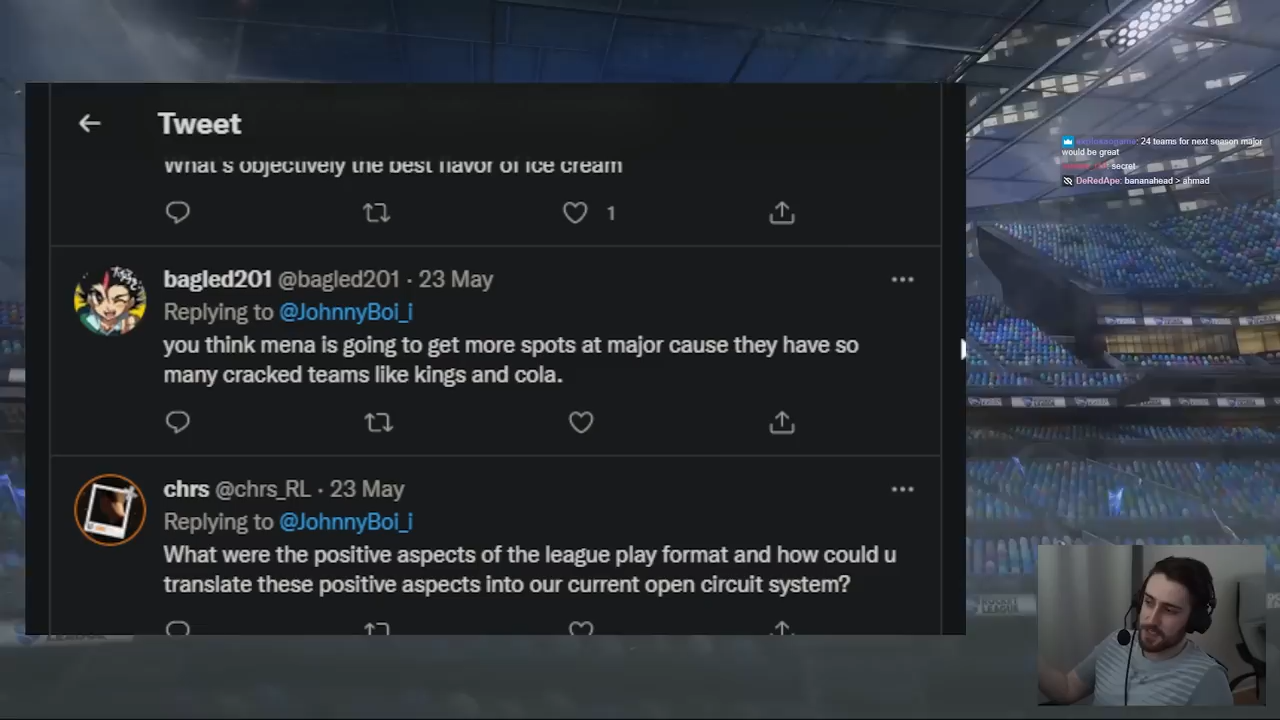 Tweet
What's objectively the best flavor of ice cream
1
bagled201 @bagled201 · 23 May
Replying to @JohnnyBoi_i
you think mena is going to get more spots at major cause they have so
many cracked teams like kings and cola.
chrs @chrs_RL · 23 May
Replying to @JohnnyBoi_i
What were the positive aspects of the league play format and how could u
translate these positive aspects into our current open circuit system?
: 24 teams for next season major
would be great
secret
DeRedApe: bananahead > ahmad
ROCKET
LEAGUE